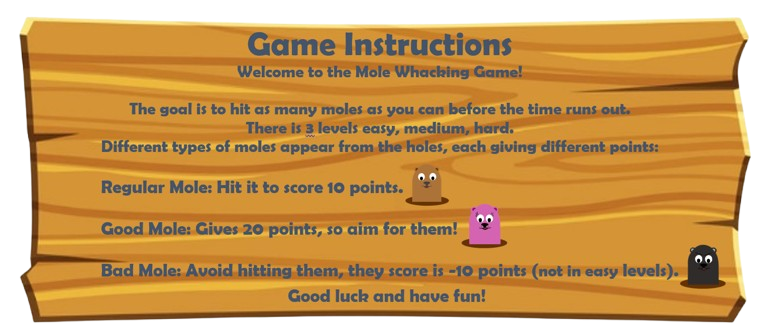 Game Instructions
Welcome to the Mole Whacking Game!
The goal is to hit as many moles as you can before the time runs out.
There is 3 levels easy, medium, hard.
Different types of moles appear from the holes, each giving different points:
Regular Mole: Hit it to score 10 points.
Good Mole: Gives 20 points, so aim for them!
Bad Mole: Avoid hitting them, they score is -10 points (not in easy levels).
Good luck and have fun!